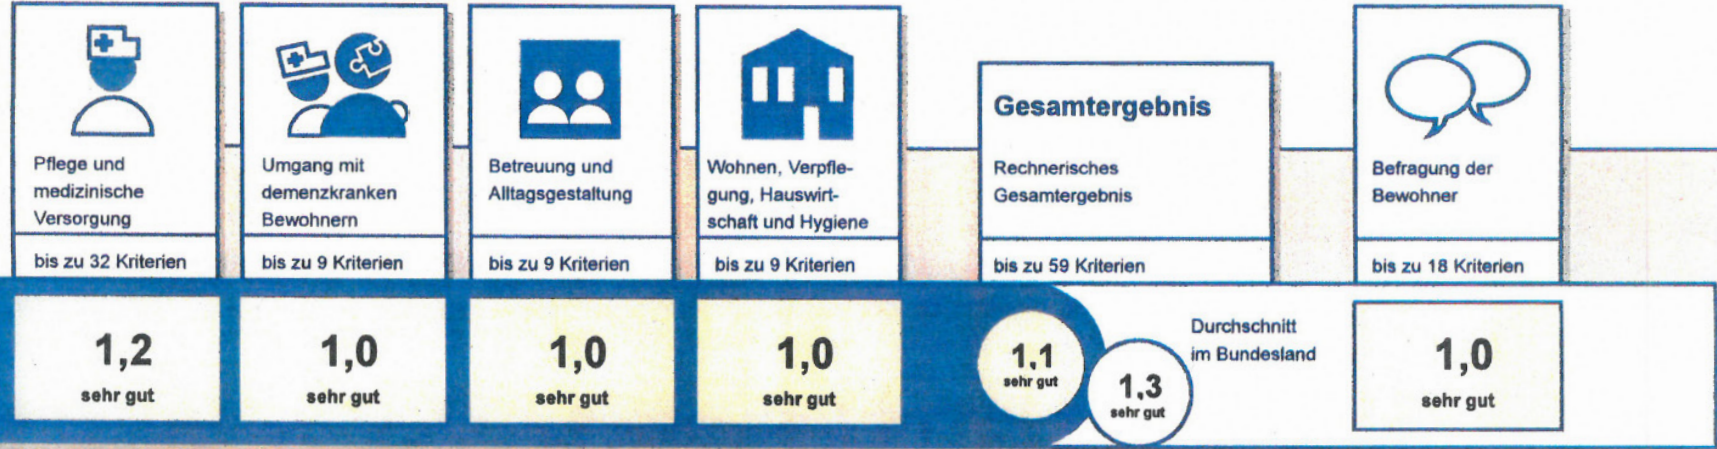 Pflege und
medizinische
Versorgung
bis zu 32 Kriterien
1,2
sehr gut
Umgang mit
demenzkranken
Bewohnern
bis zu 9 Kriterien
1,0
sehr gut
Betreuung und
Alltagsgestaltung
bis zu 9 Kriterien
1,0
sehr gut
Wohnen, Verpfle-
gung, Hauswirt-
schaft und Hygiene
bis zu 9 Kriterien
1,0
sehr gut
Gesamtergebnis
Rechnerisches
Gesamtergebnis
bis zu 59 Kriterien
1,1
sehr gut
Durchschnitt
im Bundesland
1,3
sehr gut
Befragung der
Bewohner
bis zu 18 Kriterien
1,0
sehr gut